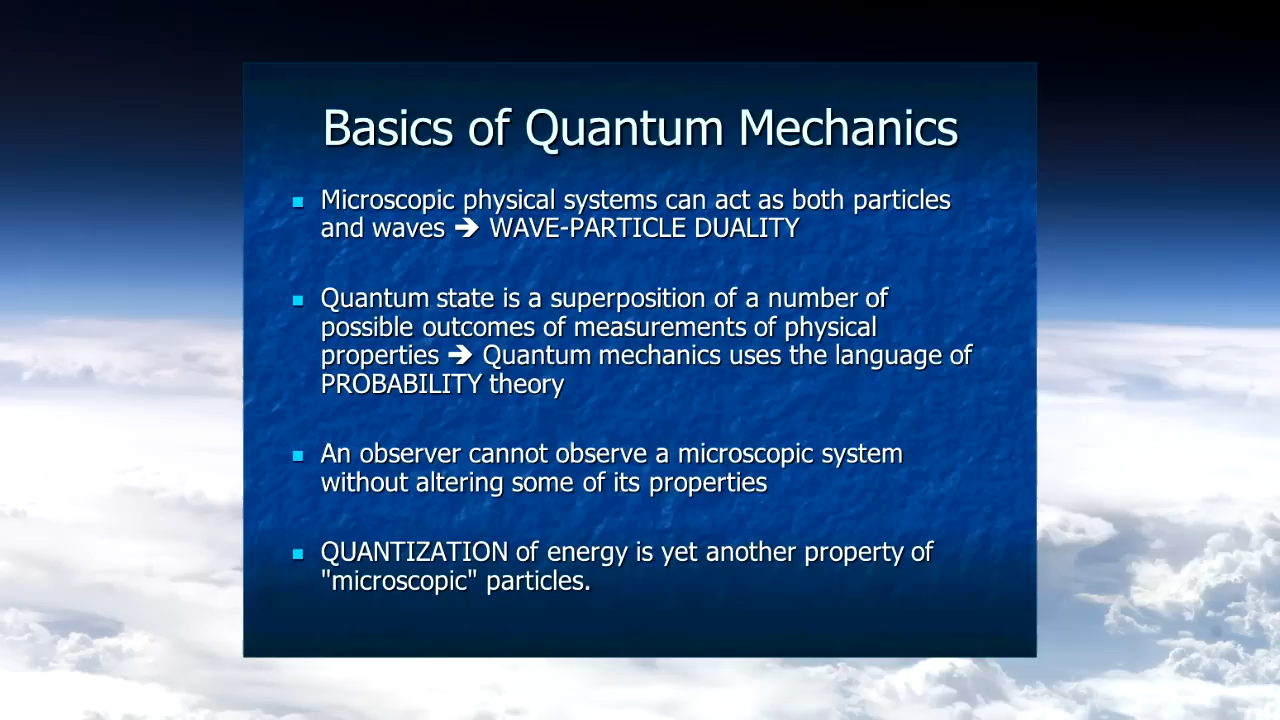 Basics of Quantum Mechanics
■ Microscopic physical systems can act as both particles
and waves ➔ WAVE-PARTICLE DUALITY
■ Quantum state is a superposition of a number of
possible outcomes of measurements of physical
properties ➔ Quantum mechanics uses the language of
PROBABILITY theory
■ An observer cannot observe a microscopic system
without altering some of its properties
■ QUANTIZATION of energy is yet another property of
"microscopic" particles.